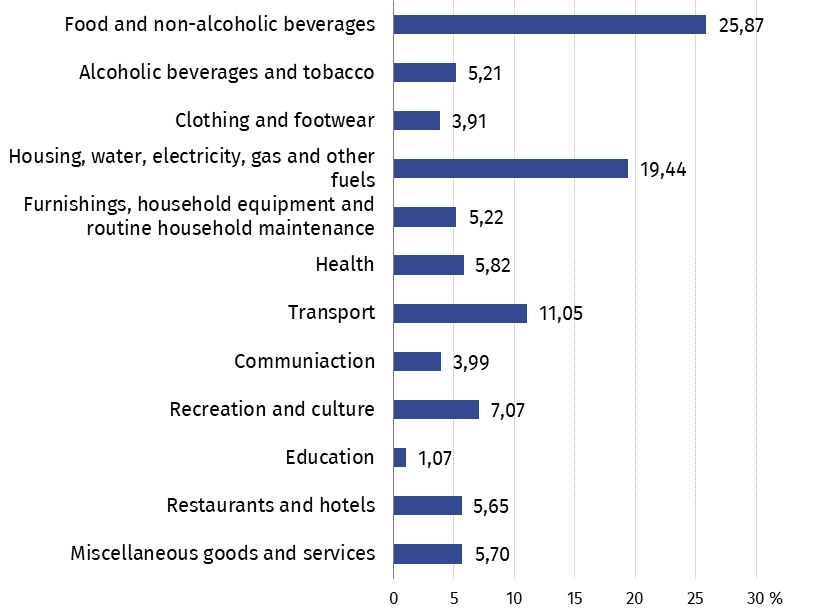 Food and non-alcoholic beverages 25,87
Alcoholic beverages and tobacco 5,21
Clothing and footwear 3,91
Housing, water, electricity, gas and other
fuels 19,44
Furnishings, household equipment and
routine household maintenance 5,22
Health 5,82
Transport 11,05
Communiaction 3,99
Recreation and culture 7,07
Education 1,07
Restaurants and hotels 5,65
Miscellaneous goods and services 5,70
0 5 10 15 20 25 30 %